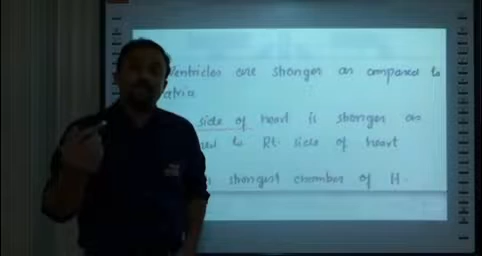 Ventricles are stronger as compared to
atria
side of heart is stronger as
to Rt. side of heart
strongest chamber of H.